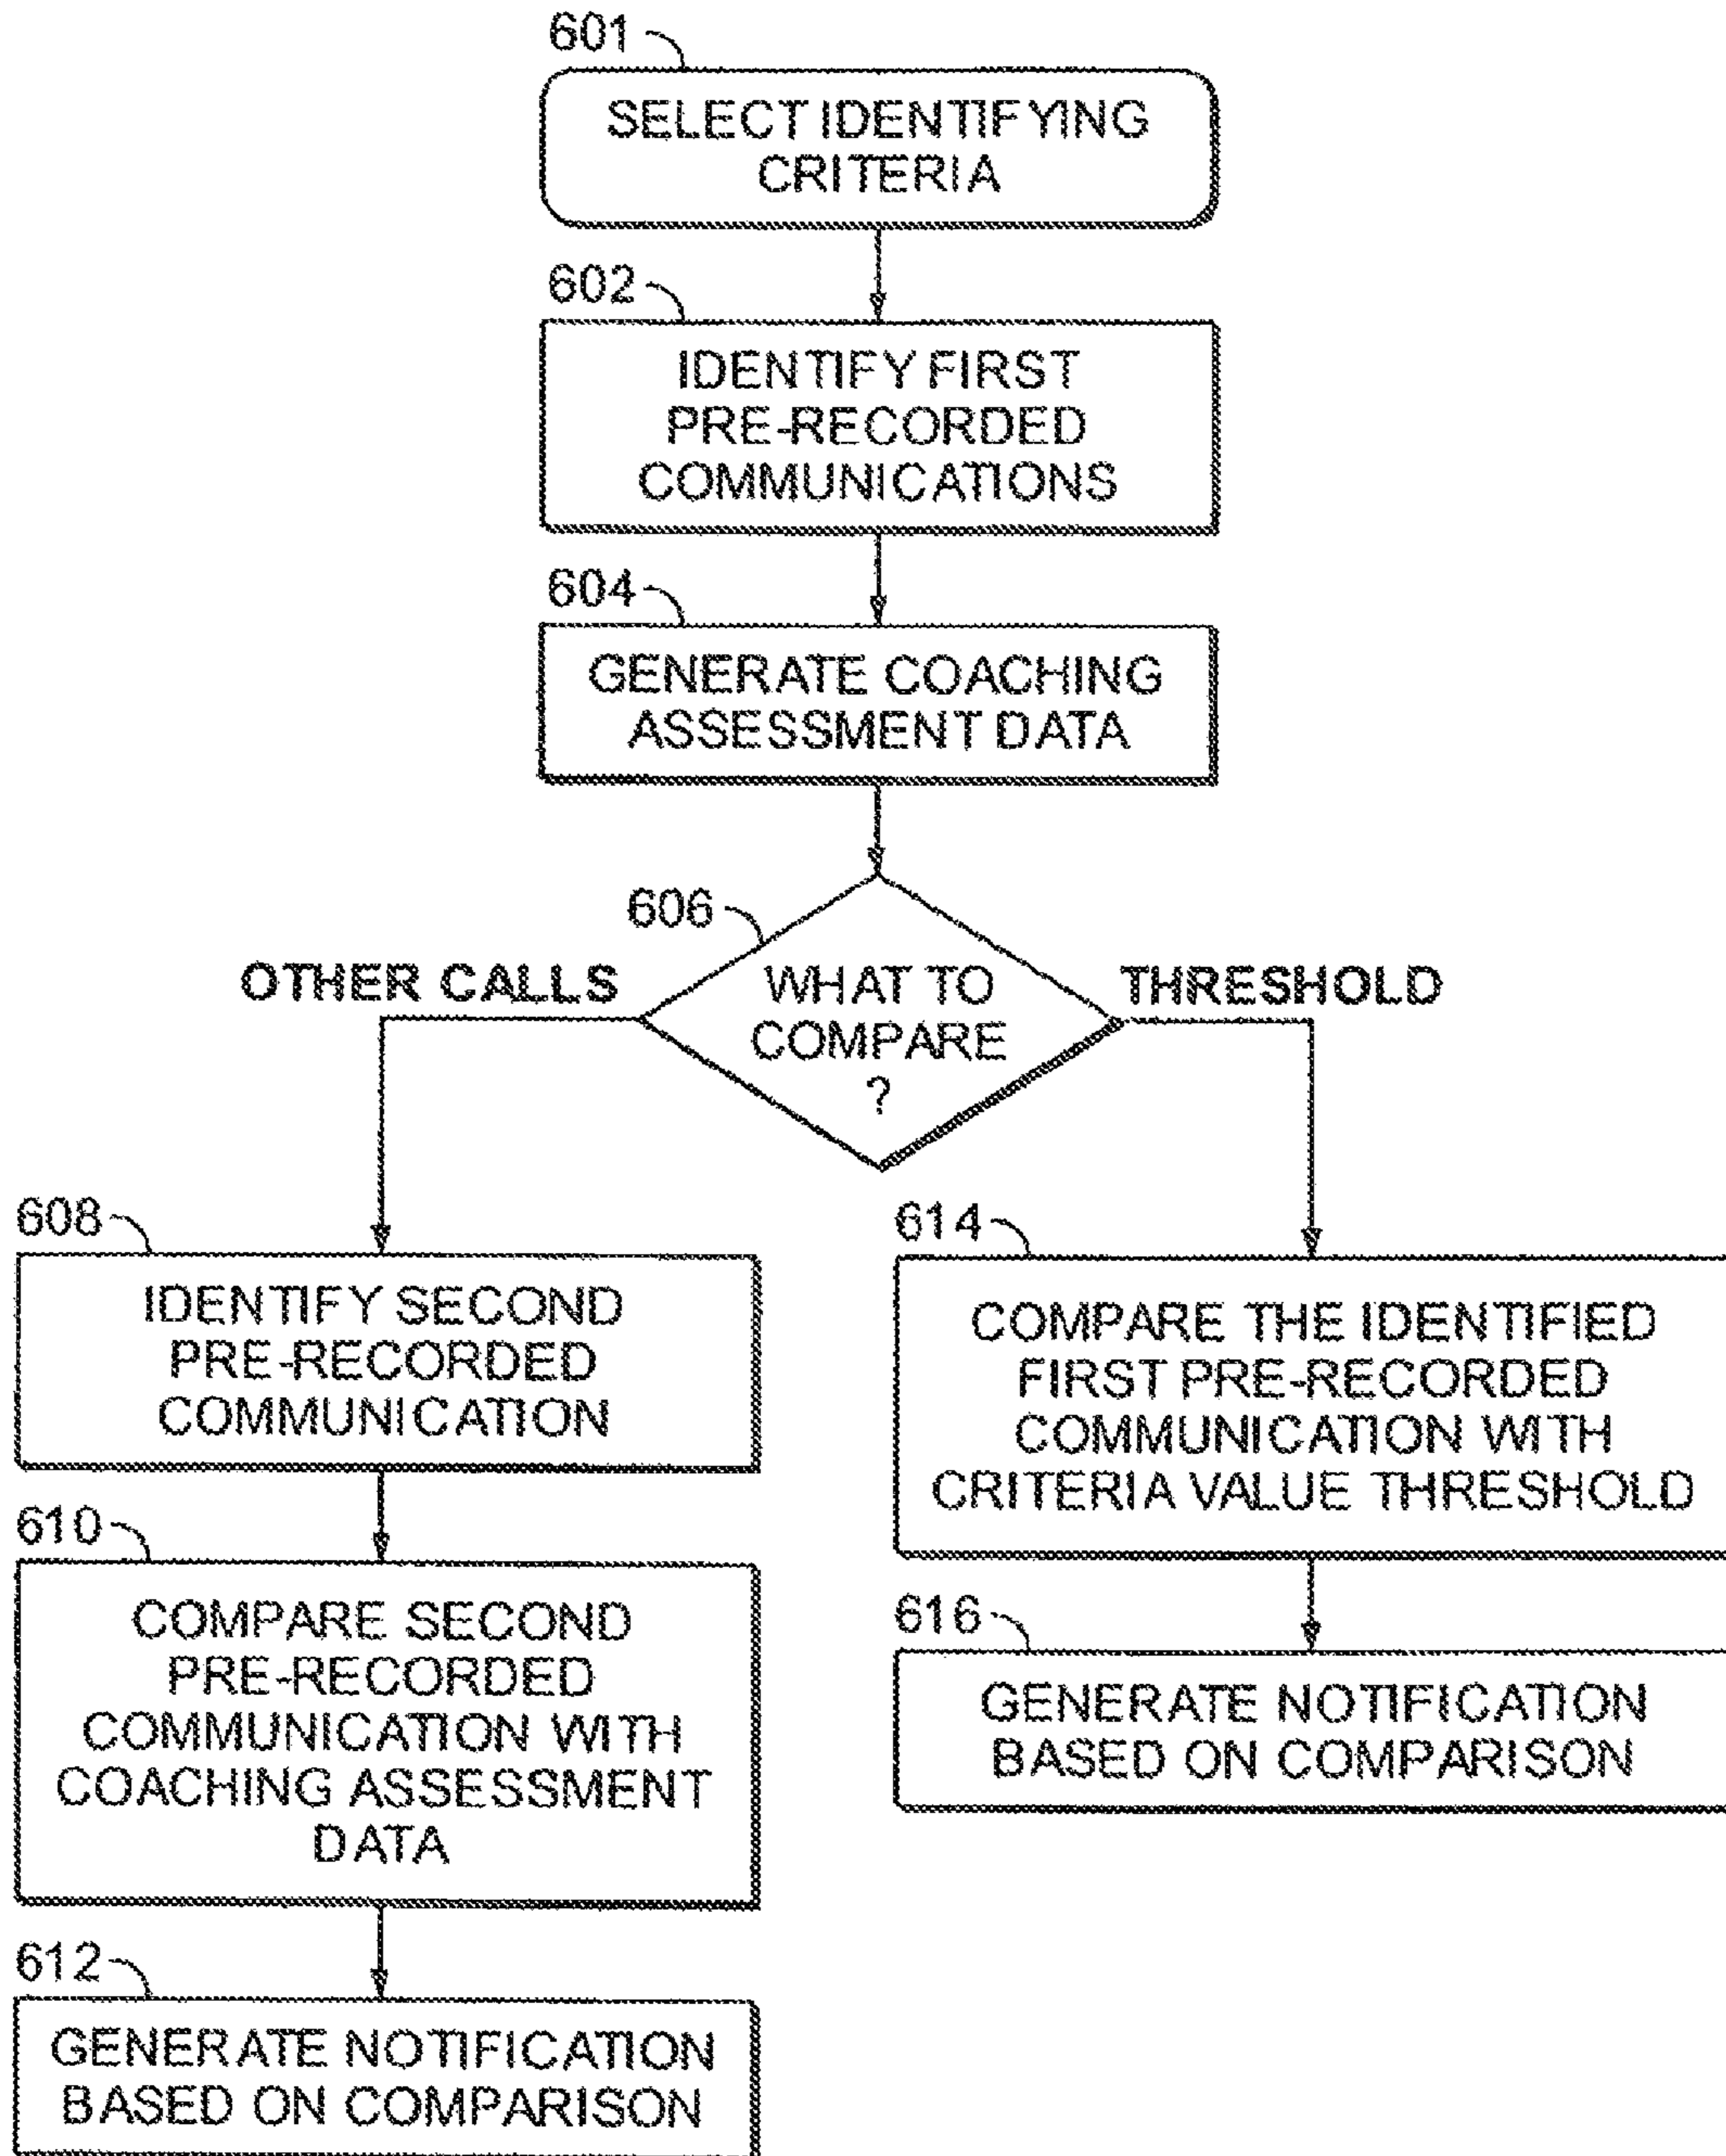 601
SELECT IDENTIFYING
CRITERIA
602
IDENTIFY FIRST
PRE-RECORDED
COMMUNICATIONS
604
GENERATE COACHING
ASSESSMENT DATA
606
OTHER CALLS
WHAT TO
COMPARE
?
THRESHOLD
608
IDENTIFY SECOND
PRE-RECORDED
COMMUNICATION
610
COMPARE SECOND
PRE-RECORDED
COMMUNICATION WITH
COACHING ASSESSMENT
DATA
612
GENERATE NOTIFICATION
BASED ON COMPARISON
614
COMPARE THE IDENTIFIED
FIRST PRE-RECORDED
COMMUNICATION WITH
CRITERIA VALUE THRESHOLD
616
GENERATE NOTIFICATION
BASED ON COMPARISON